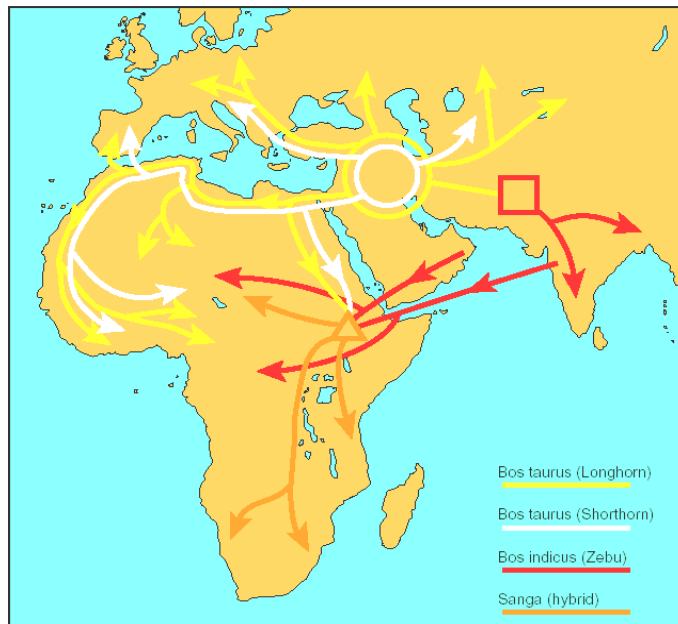 Bos taurus (Longhorn)
Bos taurus (Shorthorn)
Bos indicus (Zebu)
Sanga (hybrid)